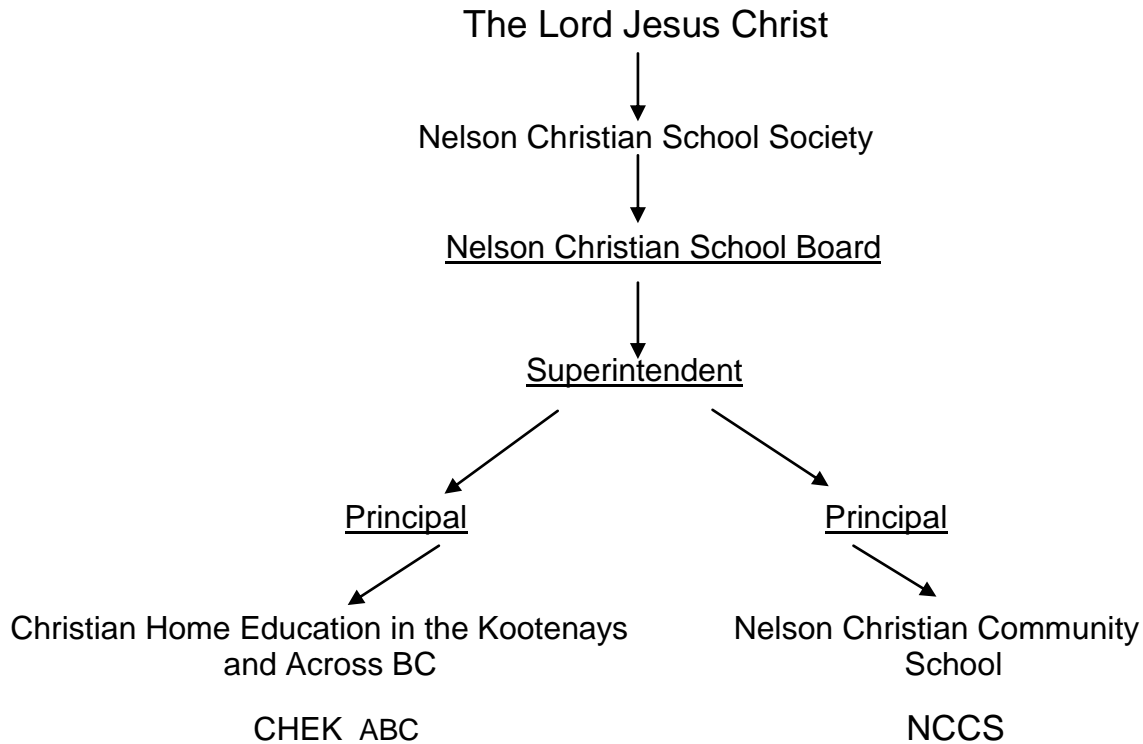 The Lord Jesus Christ
Nelson Christian School Society
Nelson Christian School Board
Superintendent
Principal
Principal
Christian Home Education in the Kootenays
and Across BC
Nelson Christian Community
School
CHEK ABC
NCCS